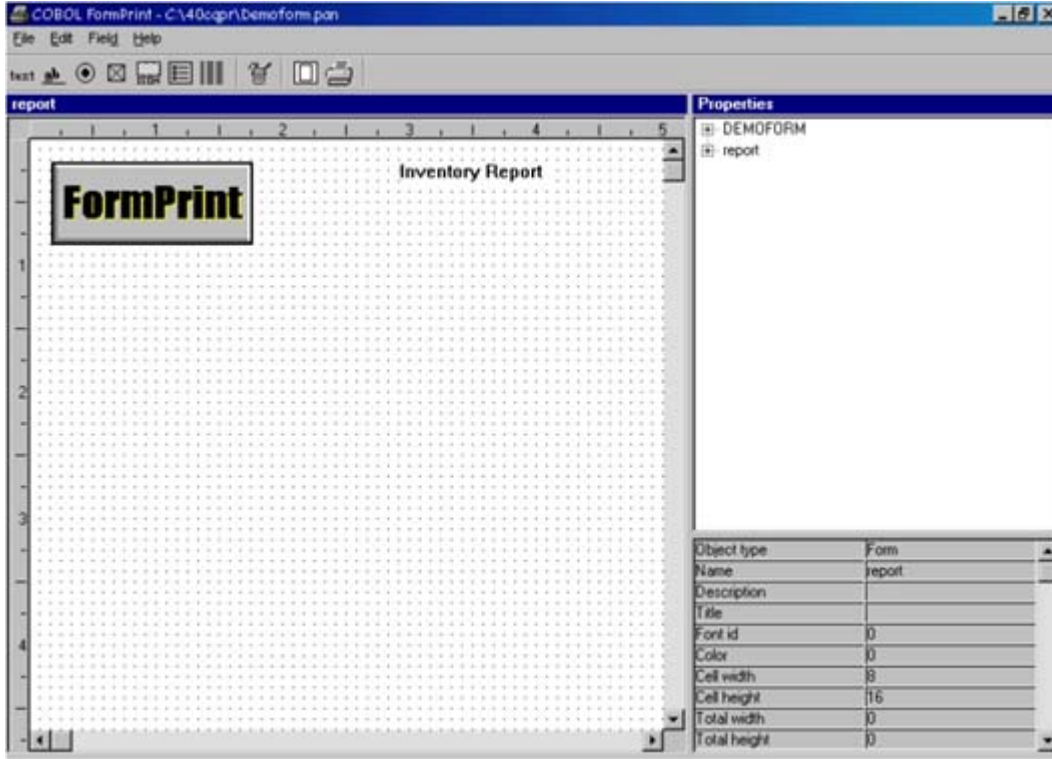 COBOL FormPrint - C:\40cqpr\Demoform.pan
File Edit Field Help
text ab
report
Properties
1 2 3 4 5
DEMOFORM
report
Inventory Report
FormPrint
1
2
3
4
Object type Form
Name report
Description
Title
Font id 0
Color 0
Cell width 8
Cell height 16
Total width 0
Total height 0